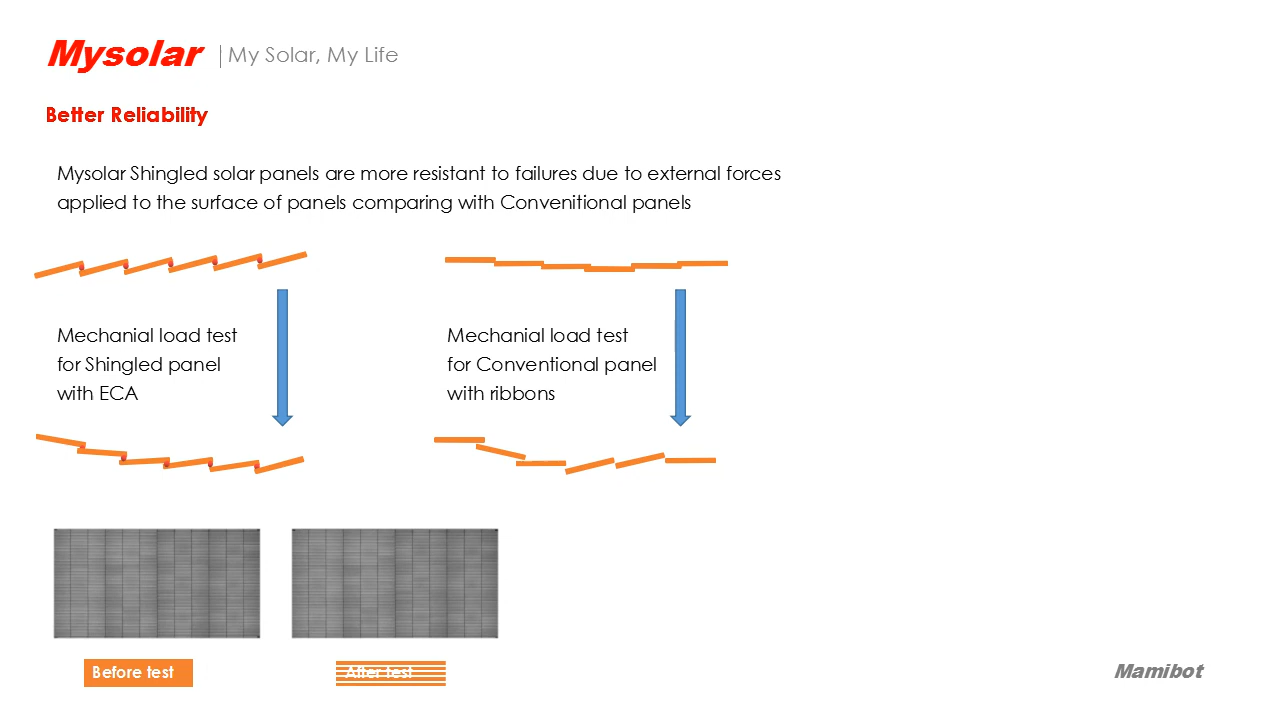 Mysolar |My Solar, My Life
Better Reliability
Mysolar Shingled solar panels are more resistant to failures due to external forces
applied to the surface of panels comparing with Convenitional panels
Mechanial load test
for Shingled panel
with ECA
Mechanial load test
for Conventional panel
with ribbons
Before test
After test
Mamibot